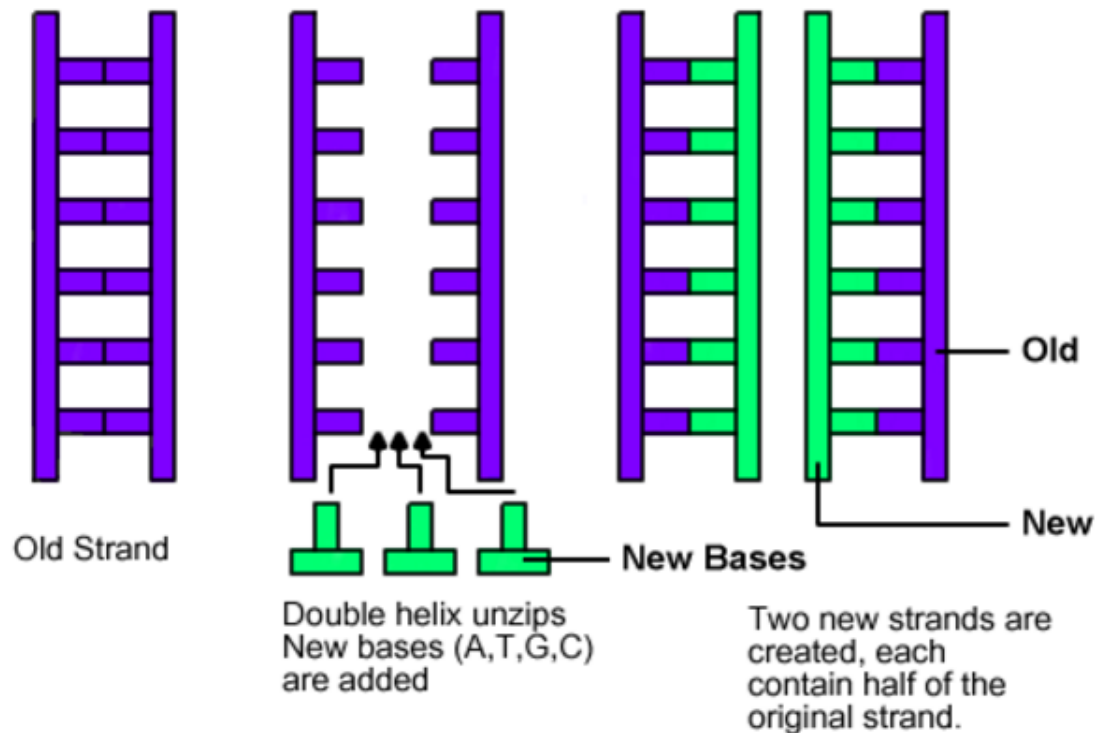 Old
New
Old Strand
New Bases
Double helix unzips
New bases (A,T,G,C)
are added
Two new strands are
created, each
contain half of the
original strand.